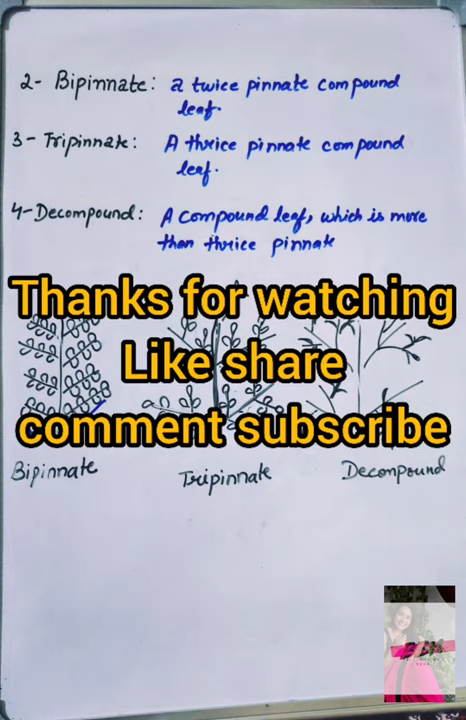 2- Bipinnate: a twice pinnate compound
leaf.
3- Tripinnate: A thrice pinnate compound
leaf.
4- Decompound: A compound leaf, which is more
than thrice pinnate
Thanks for watching
Like share
comment subscribe
Bipinnate Tripinnate Decompound